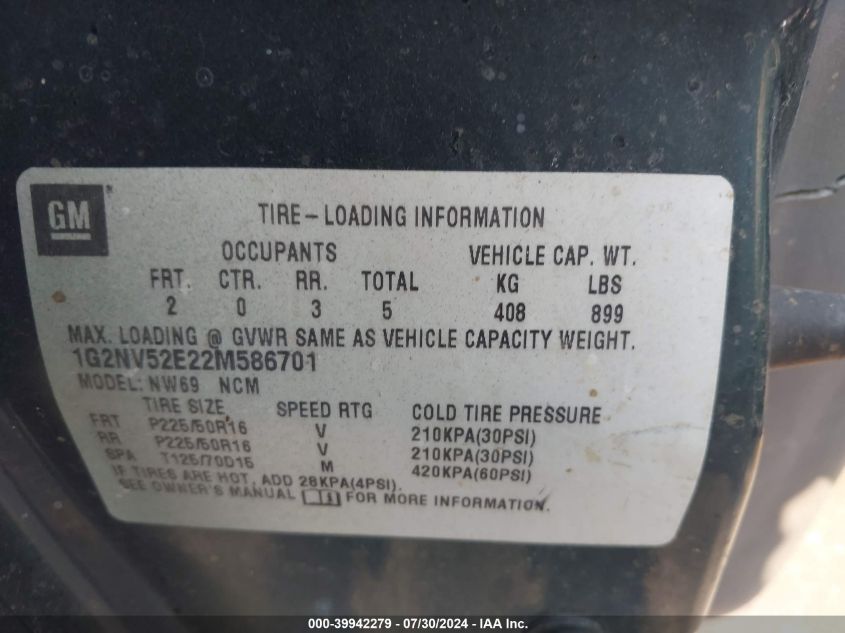 GM
TIRE-LOADING INFORMATION
OCCUPANTS VEHICLE CAP. WT.
FRT. CTR. RR. TOTAL KG LBS
2 0 3 5 408 899
MAX. LOADING @ GVWR SAME AS VEHICLE CAPACITY WEIGHT.
1G2NV52E22M586701
MODEL: NW69 NCM
TIRE SIZE SPEED RTG COLD TIRE PRESSURE
FRT P225/50R16 V 210KPA(30PSI)
RR P225/50R16 V 210KPA(30PSI)
SPA T125/70D15 M 420KPA(60PSI)
IF TIRES ARE HOT, ADD 28KPA(4PSI).
SEE OWNER'S MANUAL FOR MORE INFORMATION.
000-39942279 / 07/30/2024 - IAA Inc.